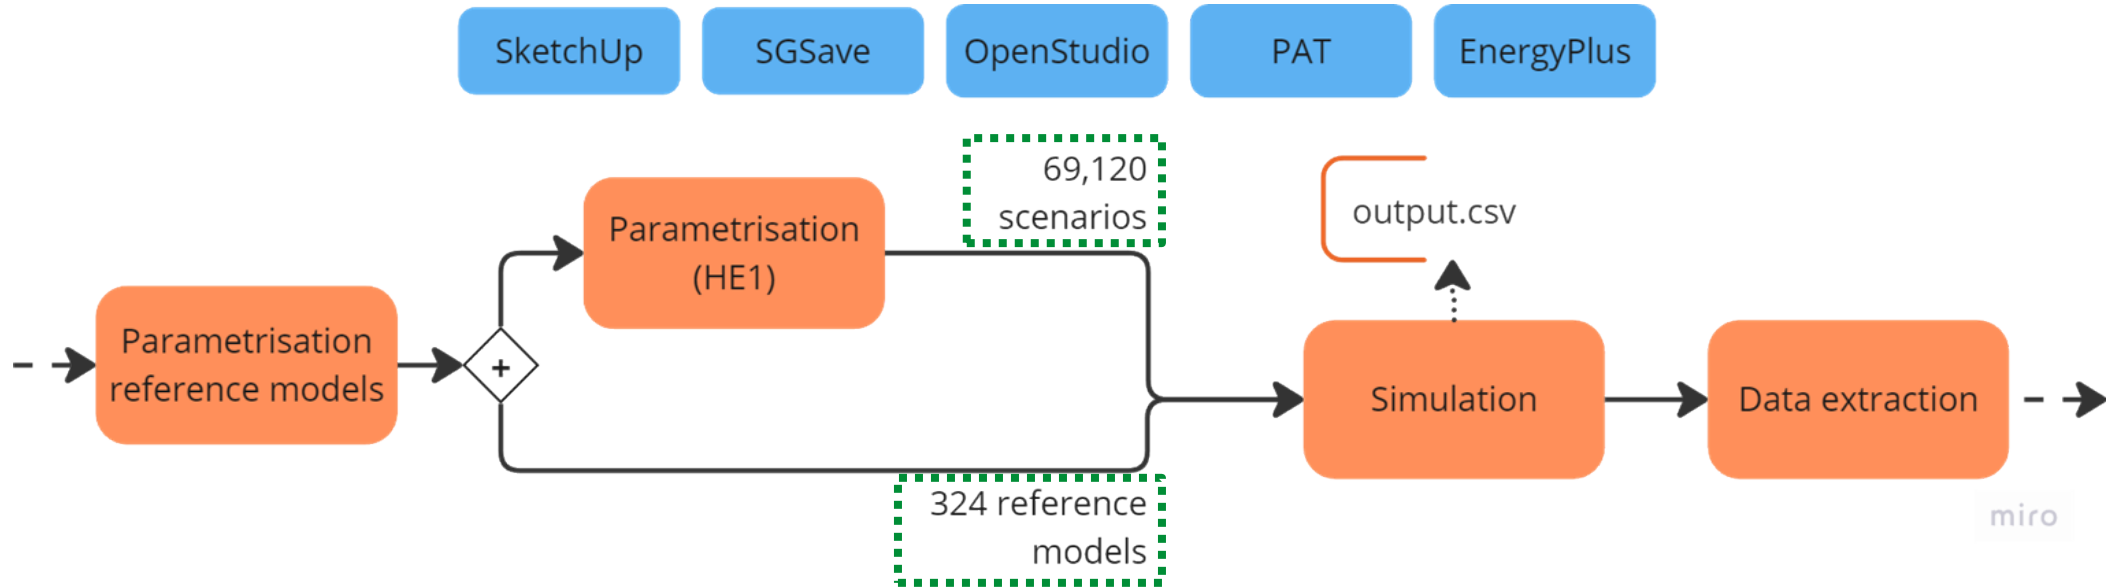 SketchUp
SGSave
OpenStudio
PAT
EnergyPlus
69,120
scenarios
Parametrisation
(HE1)
output.csv
Parametrisation
reference models
+
Simulation
Data extraction
324 reference
models
miro